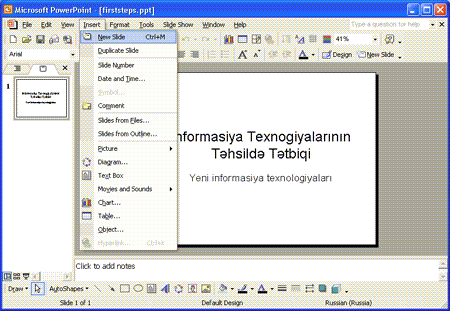 Microsoft PowerPoint - [firststeps.ppt]
File Edit View Insert Format Tools Slide Show Window Type a question for help
41%
Arial Design New Slide
New Slide Ctrl+M
Duplicate Slide
Slide Number
Date and Time...
Symbol...
Comment
Slides from Files...
Slides from Outline...
Picture
Diagram...
Text Box
Movies and Sounds
Chart...
Table...
Object...
Hyperlink... Ctrl+K
1
nformasiya Texnogiyalarının
Təhsildə Tətbiqi
Yeni informasiya texnologiyaları
Click to add notes
Draw AutoShapes
Slide 1 of 1 Default Design Russian (Russia)